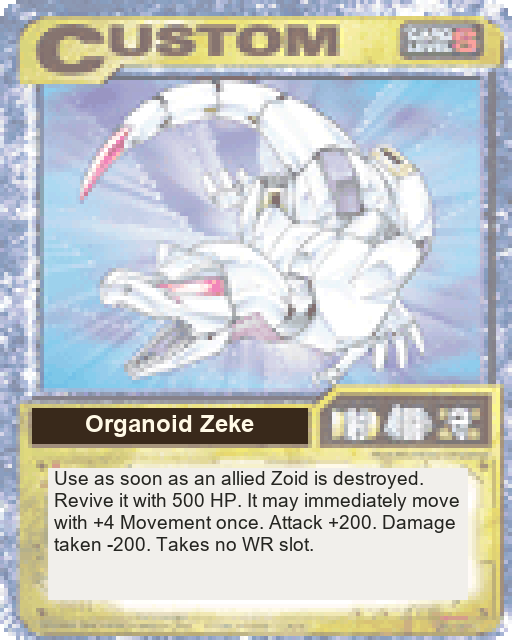 CUSTOM
CARD
LEVEL 6
Organoid Zeke
Use as soon as an allied Zoid is destroyed.
Revive it with 500 HP. It may immediately move
with +4 Movement once. Attack +200. Damage
taken -200. Takes no WR slot.